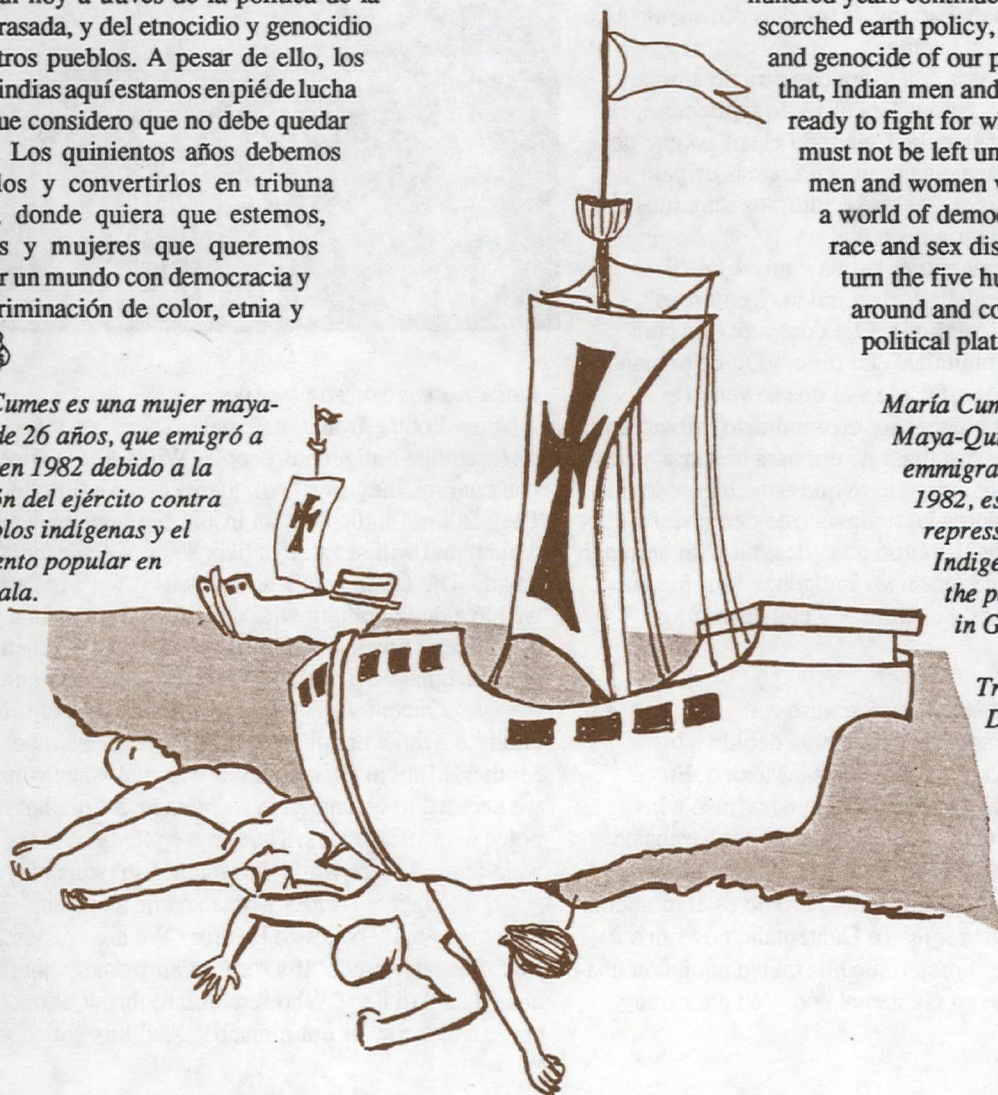 an hoy a través de la política de la
rasada, y del etnocidio y genocidio
tros pueblos. A pesar de ello, los
indias aquí estamos en pié de lucha
ue considero que no debe quedar
Los quinientos años debemos
los y convertirlos en tribuna
, donde quiera que estemos,
s y mujeres que queremos
r un mundo con democracia y
riminación de color, etnia y
Cumes es una mujer maya-
de 26 años, que emigró a
en 1982 debido a la
ón del ejército contra
blos indígenas y el
ento popular en
ala.
hundred years continue
scorched earth policy,
and genocide of our p
that, Indian men and
ready to fight for w
must not be left un
men and women w
a world of democ
race and sex dis
turn the five hu
around and co
political plat
María Cum
Maya-Qui
emmigra
1982, d
repress
Indige
the p
in G
Tr
D